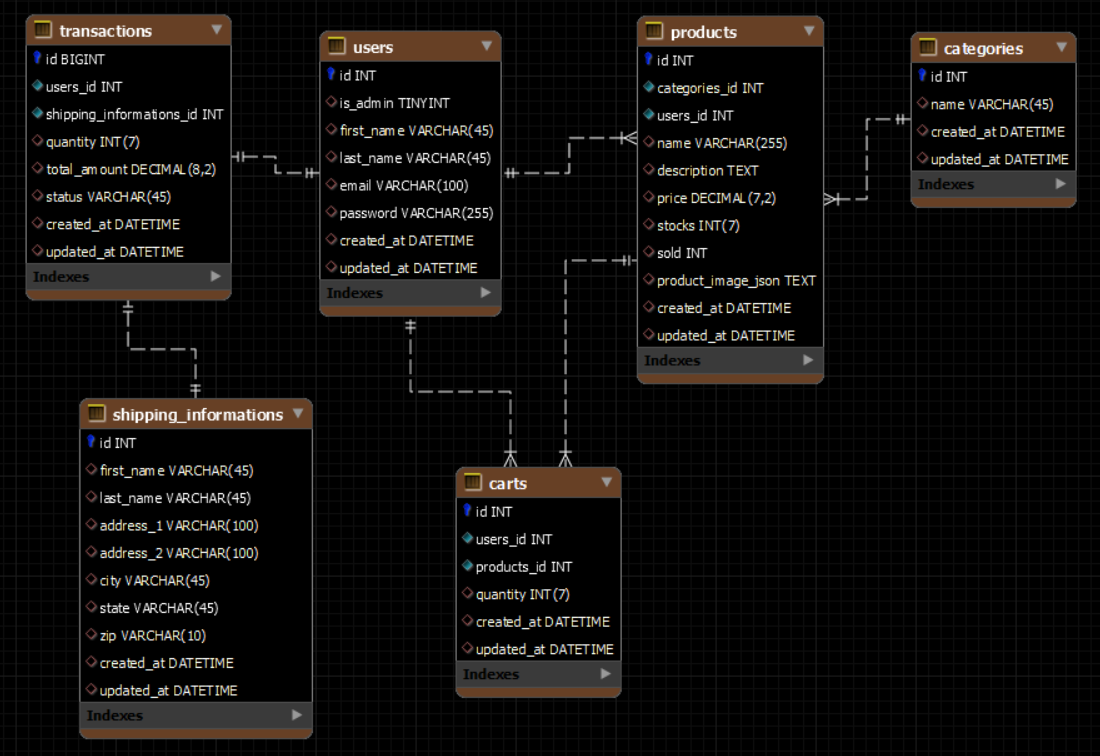 transactions
id BIGINT
users_id INT
shipping_informations_id INT
quantity INT(7)
total_amount DECIMAL(8,2)
status VARCHAR(45)
created_at DATETIME
updated_at DATETIME
Indexes
users
id INT
is_admin TINYINT
first_name VARCHAR(45)
last_name VARCHAR(45)
email VARCHAR(100)
password VARCHAR(255)
created_at DATETIME
updated_at DATETIME
Indexes
products
id INT
categories_id INT
users_id INT
name VARCHAR(255)
description TEXT
price DECIMAL(7,2)
stocks INT(7)
sold INT
product_image_json TEXT
created_at DATETIME
updated_at DATETIME
Indexes
categories
id INT
name VARCHAR(45)
created_at DATETIME
updated_at DATETIME
Indexes
shipping_informations
id INT
first_name VARCHAR(45)
last_name VARCHAR(45)
address_1 VARCHAR(100)
address_2 VARCHAR(100)
city VARCHAR(45)
state VARCHAR(45)
zip VARCHAR(10)
created_at DATETIME
updated_at DATETIME
Indexes
carts
id INT
users_id INT
products_id INT
quantity INT(7)
created_at DATETIME
updated_at DATETIME
Indexes